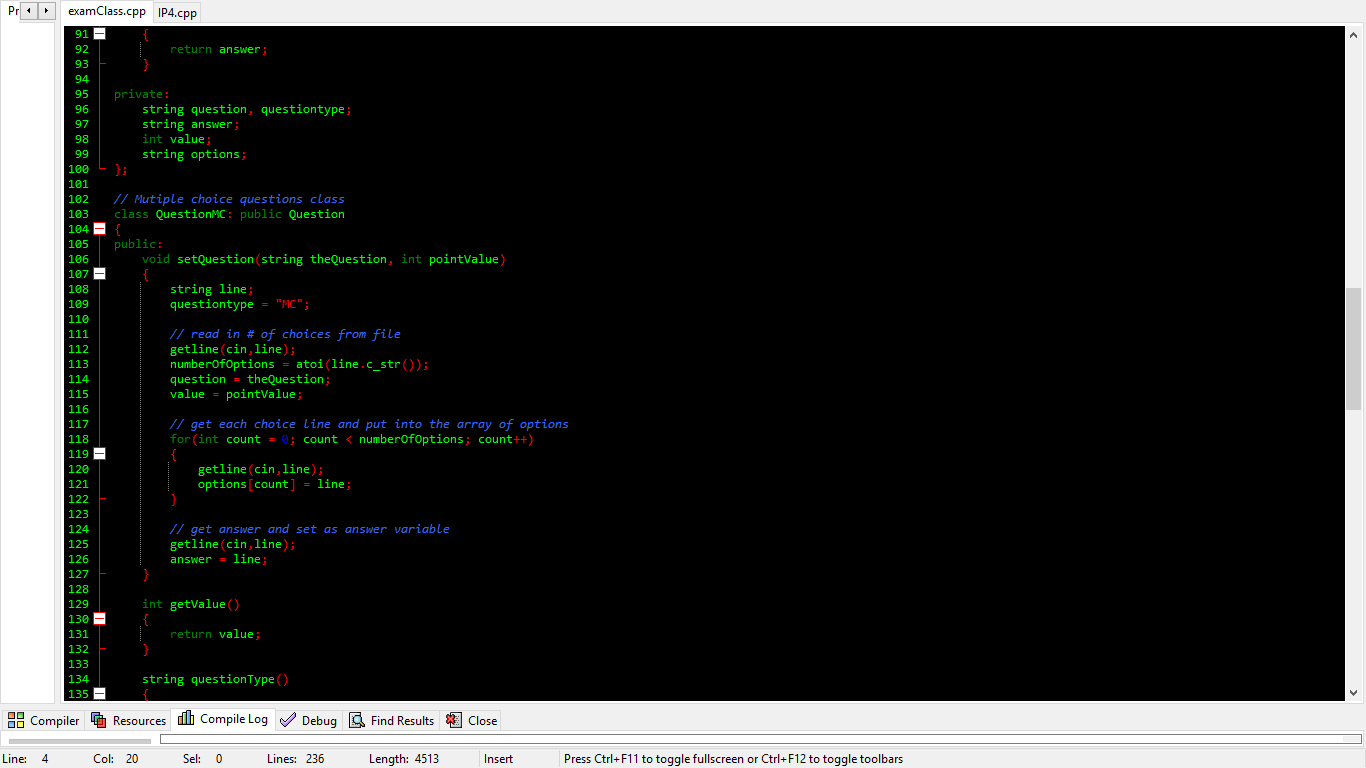 Pr examClass.cpp IP4.cpp
91 {
92 return answer;
93 }
94
95 private:
96 string question, questiontype;
97 string answer;
98 int value;
99 string options;
100 };
101
102 // Mutiple choice questions class
103 class QuestionMC: public Question
104 {
105 public:
106 void setQuestion(string theQuestion, int pointValue)
107 {
108 string line;
109 questiontype = "MC";
110
111 // read in # of choices from file
112 getline(cin,line);
113 numberOfOptions = atoi(line.c_str());
114 question = theQuestion;
115 value = pointValue;
116
117 // get each choice line and put into the array of options
118 for(int count = 0; count < numberOfOptions; count++)
119 {
120 getline(cin,line);
121 options[count] = line;
122 }
123
124 // get answer and set as answer variable
125 getline(cin,line);
126 answer = line;
127 }
128
129 int getValue()
130 {
131 return value;
132 }
133
134 string questionType()
135 {
Compiler Resources Compile Log Debug Find Results Close
Line: 4 Col: 20 Sel: 0 Lines: 236 Length: 4513 Insert Press Ctrl+F11 to toggle fullscreen or Ctrl+F12 to toggle toolbars